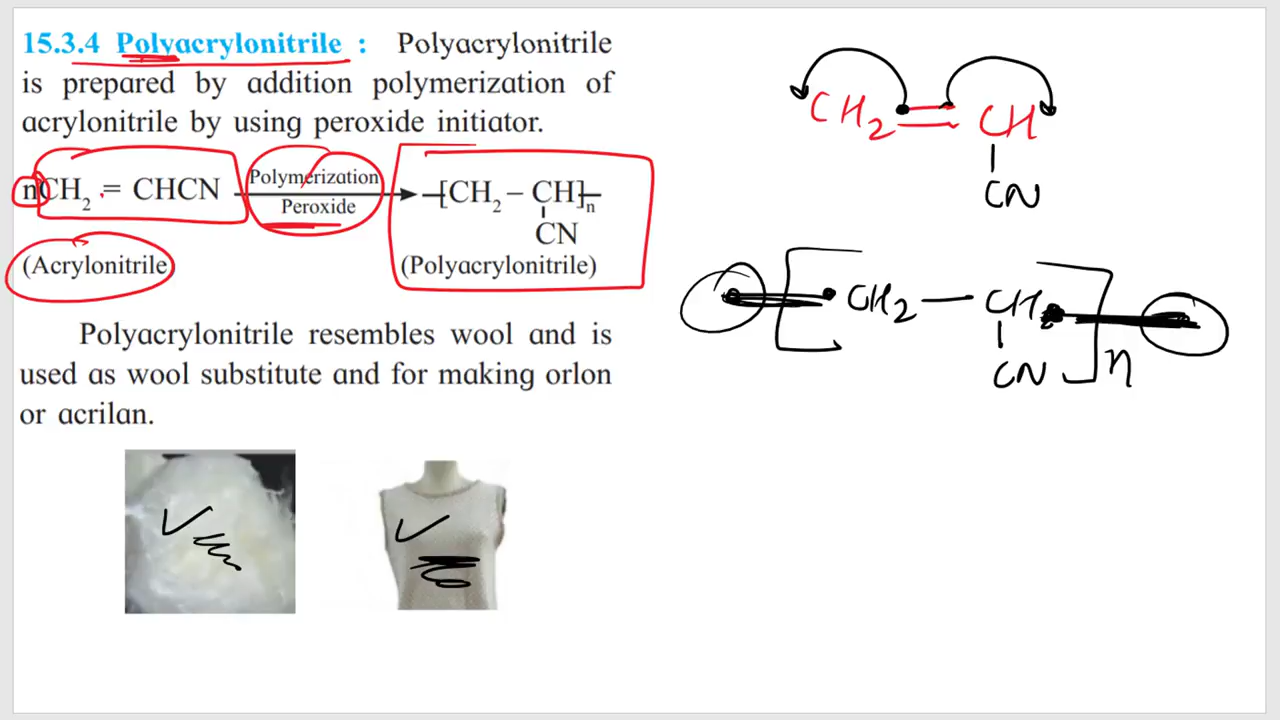 15.3.4 Polyacrylonitrile : Polyacrylonitrile
is prepared by addition polymerization of
acrylonitrile by using peroxide initiator.
nCH₂ = CHCN Polymerization Peroxide -[CH₂ – CH]-ₙ
CN
(Acrylonitrile) (Polyacrylonitrile)
Polyacrylonitrile resembles wool and is
used as wool substitute and for making orlon
or acrilan.
CH₂ = CH
CN
[CH₂ — CH]n
CN